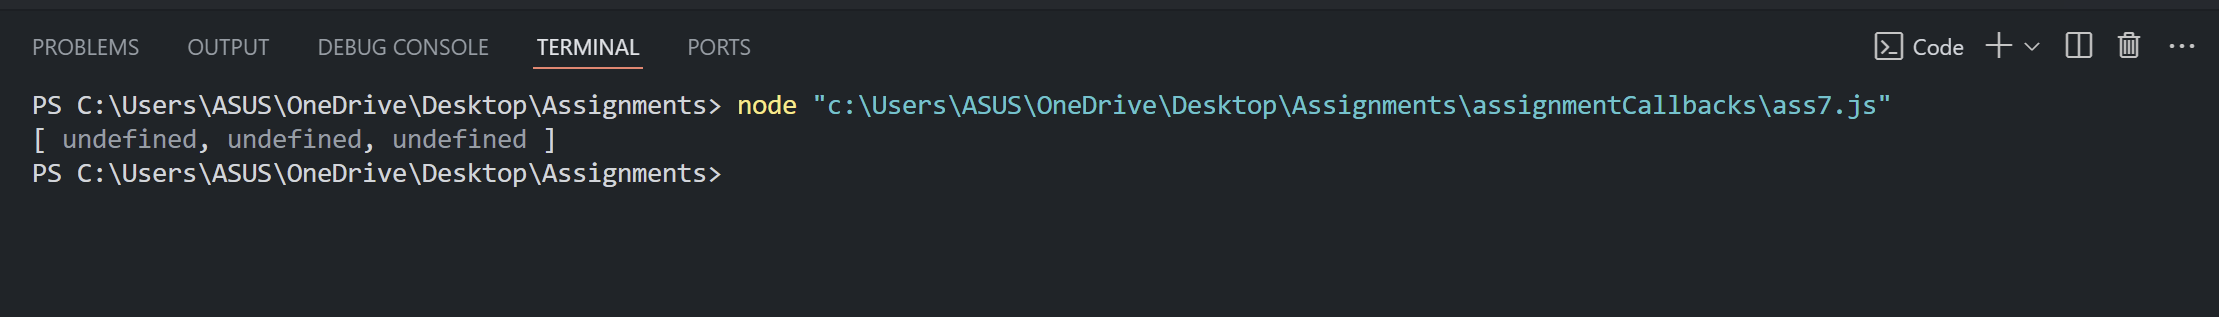 PROBLEMS OUTPUT DEBUG CONSOLE TERMINAL PORTS Code
PS C:\Users\ASUS\OneDrive\Desktop\Assignments> node "c:\Users\ASUS\OneDrive\Desktop\Assignments\assignmentCallbacks\ass7.js"
[ undefined, undefined, undefined ]
PS C:\Users\ASUS\OneDrive\Desktop\Assignments>